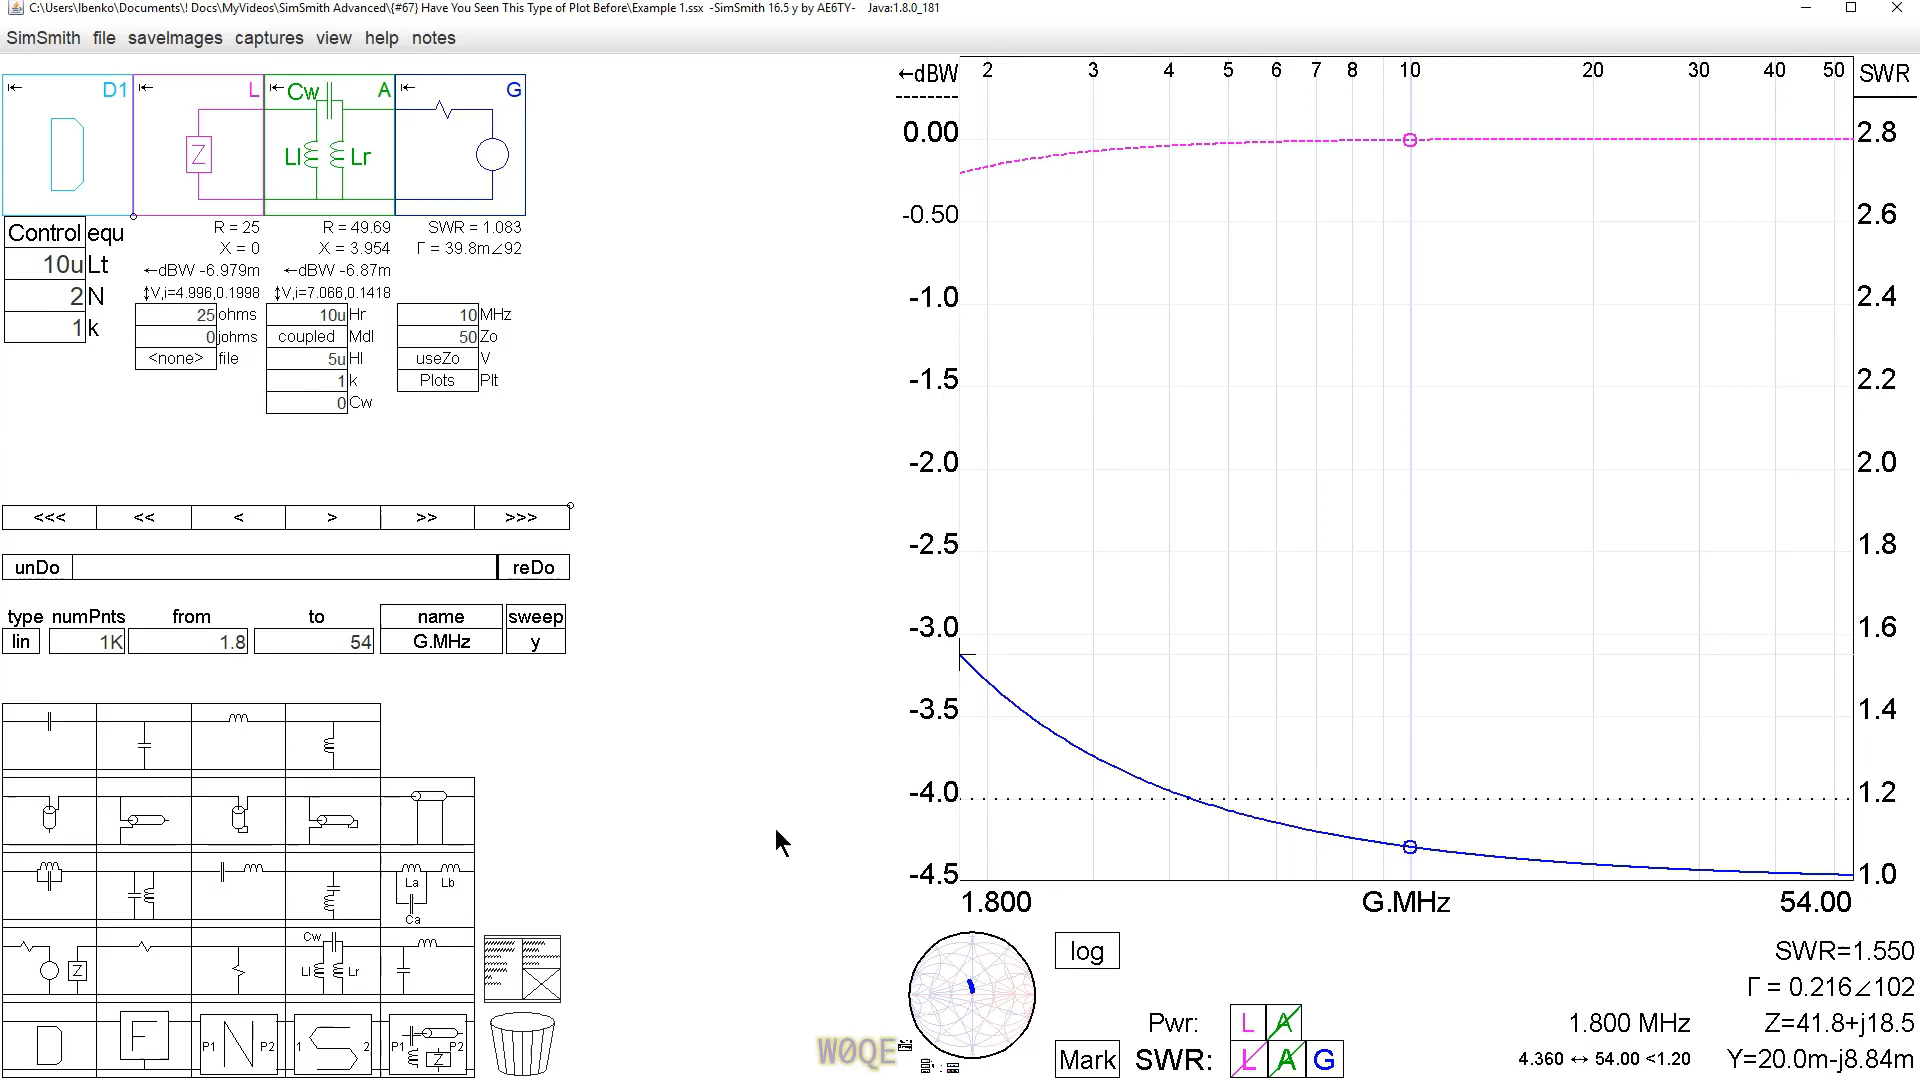 C:\Users\lbenko\Documents\! Docs\MyVideos\SimSmith Advanced\{#67} Have You Seen This Type of Plot Before\Example 1.ssx -SimSmith 16.5 y by AE6TY- Java:1.8.0_181
SimSmith file saveImages captures view help notes
D1 L Cw A G
Z Ll Lr
Control equ
10u Lt
2 N
1 k
R = 25
X = 0
←dBW -6.979m
↕V,i=4.996,0.1998
25 ohms
0 johms
<none> file
R = 49.69
X = 3.954
←dBW -6.87m
↕V,i=7.066,0.1418
10u Hr
coupled Mdl
5u Hl
1 k
0 Cw
SWR = 1.083
Γ = 39.8m∠92
10 MHz
50 Zo
useZo V
Plots Plt
<<< << < > >> >>>
unDo reDo
type numPnts from to name sweep
lin 1K 1.8 54 G.MHz y
La Lb
Ca
Cw
Z Ll Lr
D F P1 N P2 1 S 2 P1 P2 Z
←dBW 2 3 4 5 6 7 8 10 20 30 40 50 SWR
0.00 2.8
-0.50 2.6
-1.0 2.4
-1.5 2.2
-2.0 2.0
-2.5 1.8
-3.0 1.6
-3.5 1.4
-4.0 1.2
-4.5 1.0
1.800 G.MHz 54.00
log
Mark
W0QE
Pwr: L A
SWR: L A G
SWR=1.550
Γ = 0.216∠102
1.800 MHz Z=41.8+j18.5
4.360 ↔ 54.00 <1.20 Y=20.0m-j8.84m